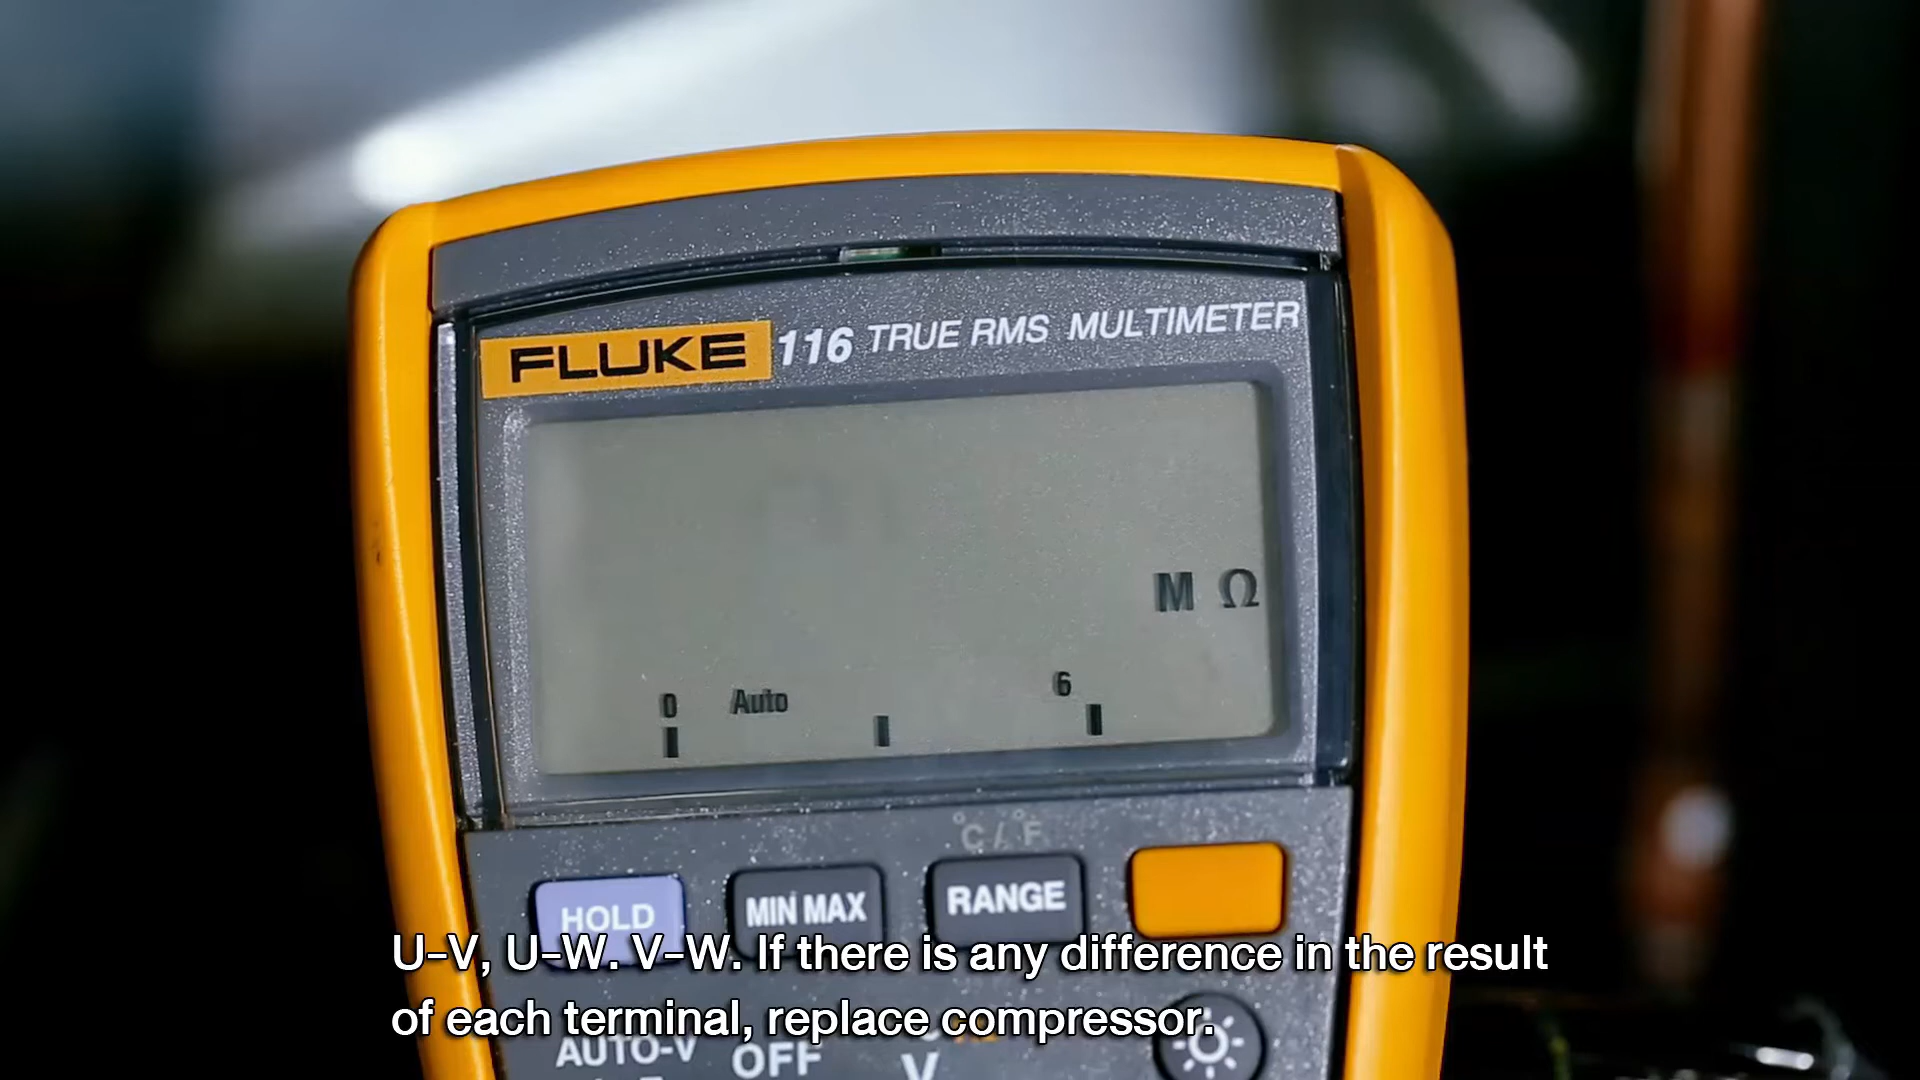 FLUKE 116 TRUE RMS MULTIMETER
M Ω
0 Auto 6
°C / °F
HOLD MIN MAX RANGE
U-V, U-W. V-W. If there is any difference in the result
of each terminal, replace compressor.
AUTO-V OFF V